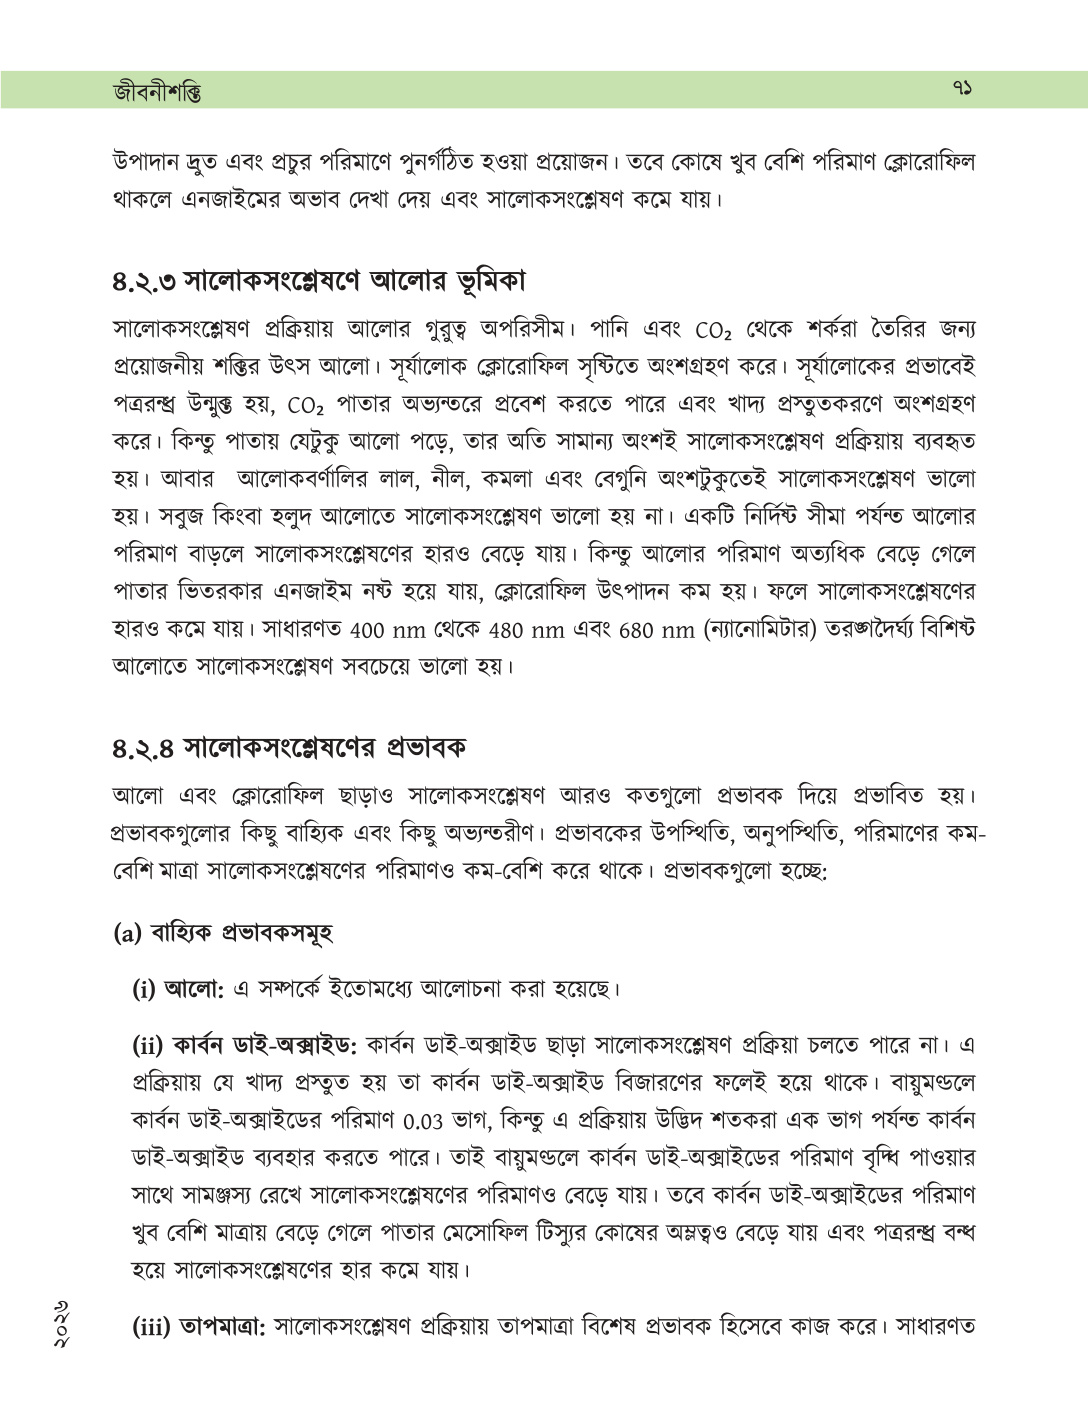 জীবনীশক্তি
৭১
উপাদান দ্রুত এবং প্রচুর পরিমাণে পুনর্গঠিত হওয়া প্রয়োজন। তবে কোষে খুব বেশি পরিমাণ ক্লোরোফিল
থাকলে এনজাইমের অভাব দেখা দেয় এবং সালোকসংশ্লেষণ কমে যায়।
৪.২.৩ সালোকসংশ্লেষণে আলোর ভূমিকা
সালোকসংশ্লেষণ প্রক্রিয়ায় আলোর গুরুত্ব অপরিসীম। পানি এবং CO₂ থেকে শর্করা তৈরির জন্য
প্রয়োজনীয় শক্তির উৎস আলো। সূর্যালোক ক্লোরোফিল সৃষ্টিতে অংশগ্রহণ করে। সূর্যালোকের প্রভাবেই
পত্ররন্ধ্র উন্মুক্ত হয়, CO₂ পাতার অভ্যন্তরে প্রবেশ করতে পারে এবং খাদ্য প্রস্তুতকরণে অংশগ্রহণ
করে। কিন্তু পাতায় যেটুকু আলো পড়ে, তার অতি সামান্য অংশই সালোকসংশ্লেষণ প্রক্রিয়ায় ব্যবহৃত
হয়। আবার আলোকবর্ণালির লাল, নীল, কমলা এবং বেগুনি অংশটুকুতেই সালোকসংশ্লেষণ ভালো
হয়। সবুজ কিংবা হলুদ আলোতে সালোকসংশ্লেষণ ভালো হয় না। একটি নির্দিষ্ট সীমা পর্যন্ত আলোর
পরিমাণ বাড়লে সালোকসংশ্লেষণের হারও বেড়ে যায়। কিন্তু আলোর পরিমাণ অত্যধিক বেড়ে গেলে
পাতার ভিতরকার এনজাইম নষ্ট হয়ে যায়, ক্লোরোফিল উৎপাদন কম হয়। ফলে সালোকসংশ্লেষণের
হারও কমে যায়। সাধারণত 400 nm থেকে 480 nm এবং 680 nm (ন্যানোমিটার) তরঙ্গদৈর্ঘ্য বিশিষ্ট
আলোতে সালোকসংশ্লেষণ সবচেয়ে ভালো হয়।
৪.২.৪ সালোকসংশ্লেষণের প্রভাবক
আলো এবং ক্লোরোফিল ছাড়াও সালোকসংশ্লেষণ আরও কতগুলো প্রভাবক দিয়ে প্রভাবিত হয়।
প্রভাবকগুলোর কিছু বাহ্যিক এবং কিছু অভ্যন্তরীণ। প্রভাবকের উপস্থিতি, অনুপস্থিতি, পরিমাণের কম-
বেশি মাত্রা সালোকসংশ্লেষণের পরিমাণও কম-বেশি করে থাকে। প্রভাবকগুলো হচ্ছে:
(a) বাহ্যিক প্রভাবকসমূহ
(i) আলো: এ সম্পর্কে ইতোমধ্যে আলোচনা করা হয়েছে।
(ii) কার্বন ডাই-অক্সাইড: কার্বন ডাই-অক্সাইড ছাড়া সালোকসংশ্লেষণ প্রক্রিয়া চলতে পারে না। এ
প্রক্রিয়ায় যে খাদ্য প্রস্তুত হয় তা কার্বন ডাই-অক্সাইড বিজারণের ফলেই হয়ে থাকে। বায়ুমণ্ডলে
কার্বন ডাই-অক্সাইডের পরিমাণ 0.03 ভাগ, কিন্তু এ প্রক্রিয়ায় উদ্ভিদ শতকরা এক ভাগ পর্যন্ত কার্বন
ডাই-অক্সাইড ব্যবহার করতে পারে। তাই বায়ুমণ্ডলে কার্বন ডাই-অক্সাইডের পরিমাণ বৃদ্ধি পাওয়ার
সাথে সামঞ্জস্য রেখে সালোকসংশ্লেষণের পরিমাণও বেড়ে যায়। তবে কার্বন ডাই-অক্সাইডের পরিমাণ
খুব বেশি মাত্রায় বেড়ে গেলে পাতার মেসোফিল টিস্যুর কোষের অম্লত্বও বেড়ে যায় এবং পত্ররন্ধ্র বন্ধ
হয়ে সালোকসংশ্লেষণের হার কমে যায়।
(iii) তাপমাত্রা: সালোকসংশ্লেষণ প্রক্রিয়ায় তাপমাত্রা বিশেষ প্রভাবক হিসেবে কাজ করে। সাধারণত
২০২৬